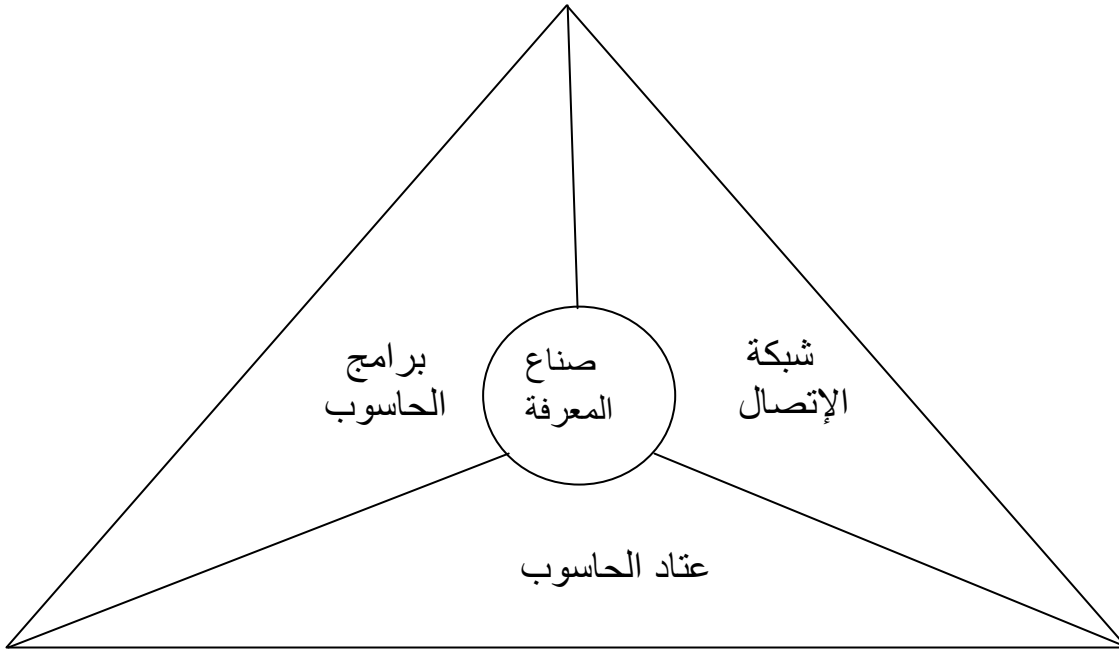 شبكة
الإتصال
صناع
المعرفة
برامج
الحاسوب
عتاد الحاسوب